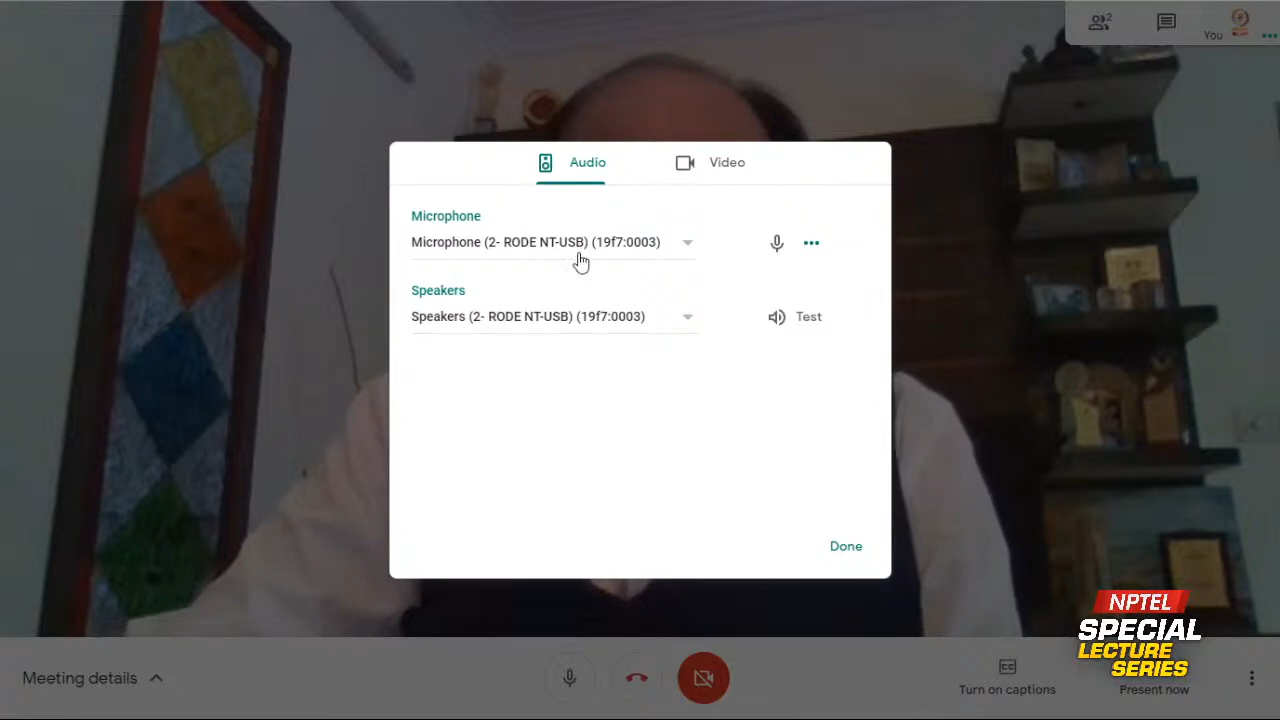 2
You
Audio
Video
Microphone
Microphone (2- RODE NT-USB) (19f7:0003)
Speakers
Speakers (2- RODE NT-USB) (19f7:0003)
Test
Done
Meeting details
Turn on captions
Present now
NPTEL
SPECIAL
LECTURE
SERIES